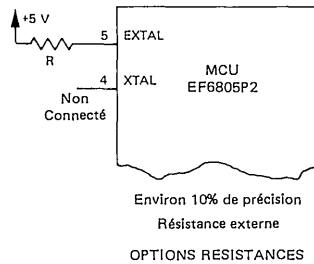 +5 V
5 EXTAL
R
4 XTAL
Non
Connecté
MCU
EF6805P2
Environ 10% de précision
Résistance externe
OPTIONS RESISTANCES